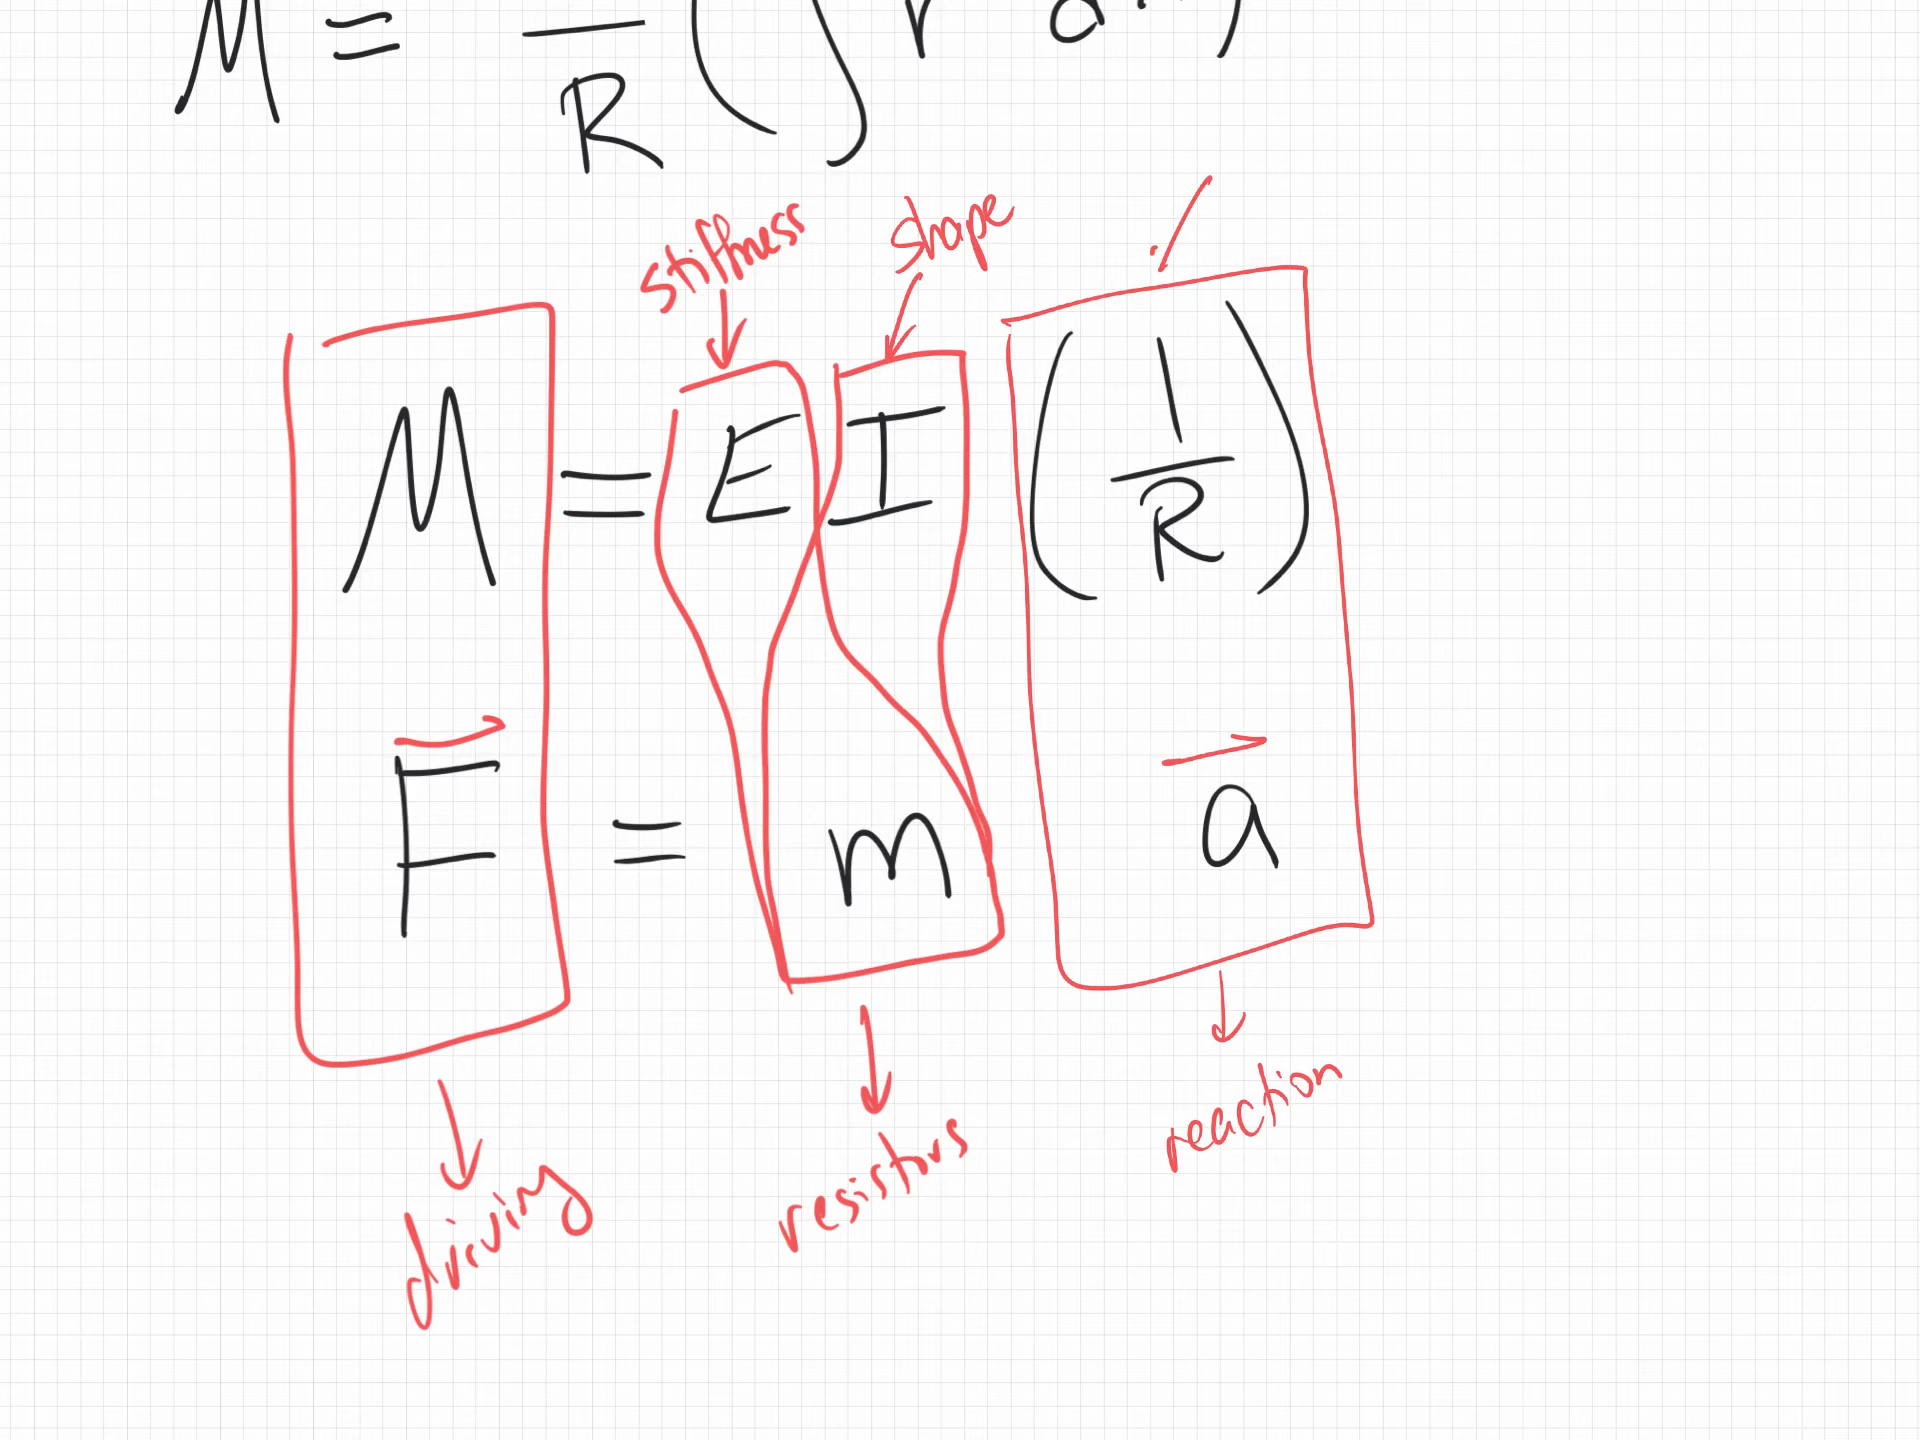 M = — R ( ∫ r
stiffness shape
M = E I ( 1 / R )
F = m a
driving resistors reaction